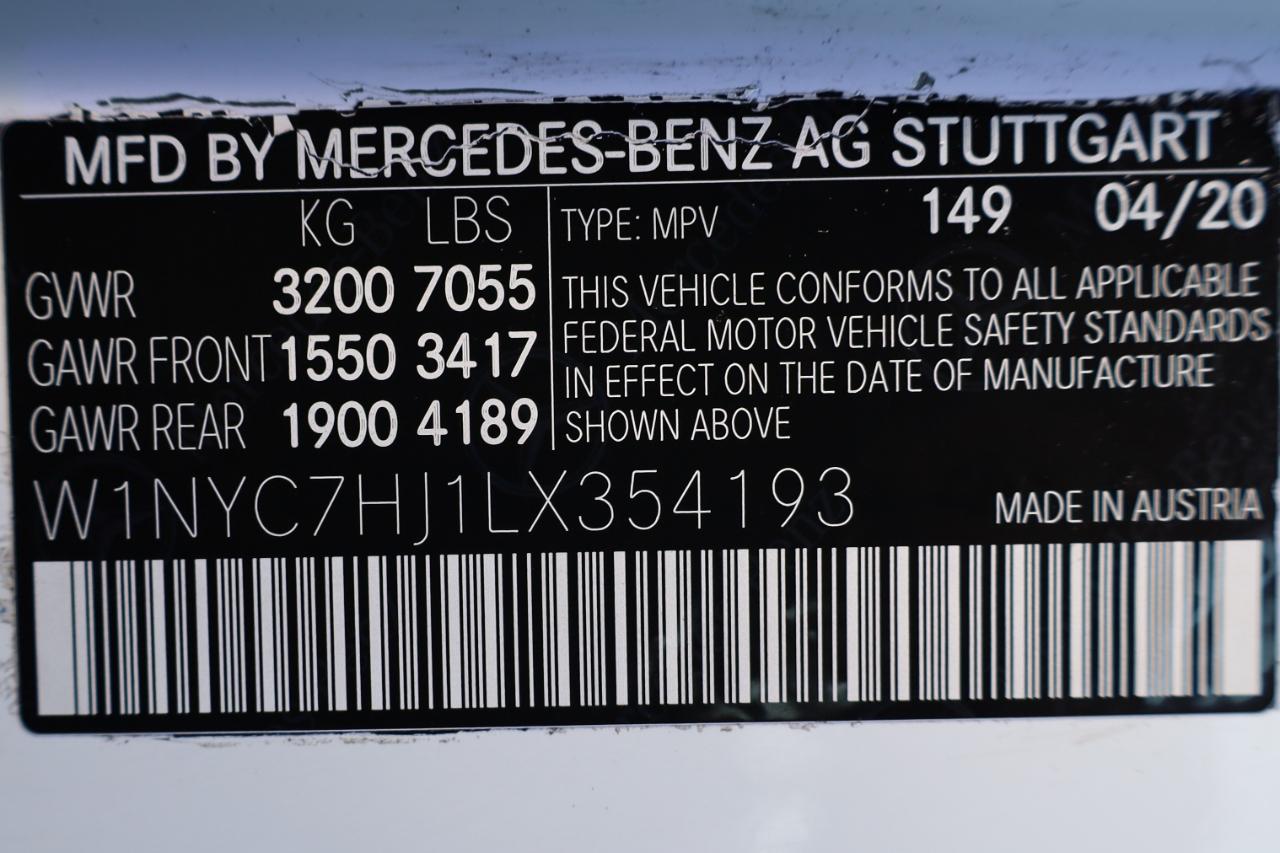 MFD BY MERCEDES-BENZ AG STUTTGART
KG LBS
GVWR 3200 7055
GAWR FRONT 1550 3417
GAWR REAR 1900 4189
TYPE: MPV 149 04/20
THIS VEHICLE CONFORMS TO ALL APPLICABLE
FEDERAL MOTOR VEHICLE SAFETY STANDARDS
IN EFFECT ON THE DATE OF MANUFACTURE
SHOWN ABOVE
W1NYC7HJ1LX354193
MADE IN AUSTRIA